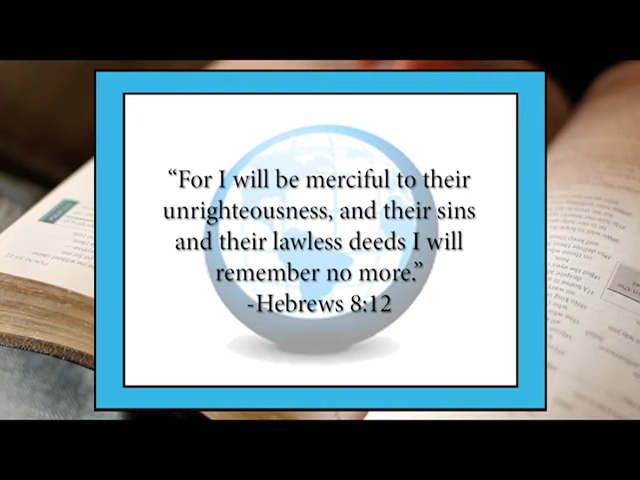 “For I will be merciful to their
unrighteousness, and their sins
and their lawless deeds I will
remember no more.”
-Hebrews 8:12